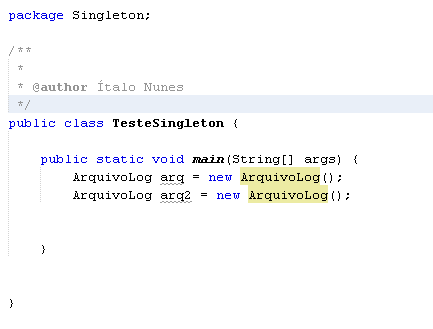 package Singleton;
/**
 *
 * @author Ítalo Nunes
 */
public class TesteSingleton {
    public static void main(String[] args) {
        ArquivoLog arq = new ArquivoLog();
        ArquivoLog arq2 = new ArquivoLog();
    }
}